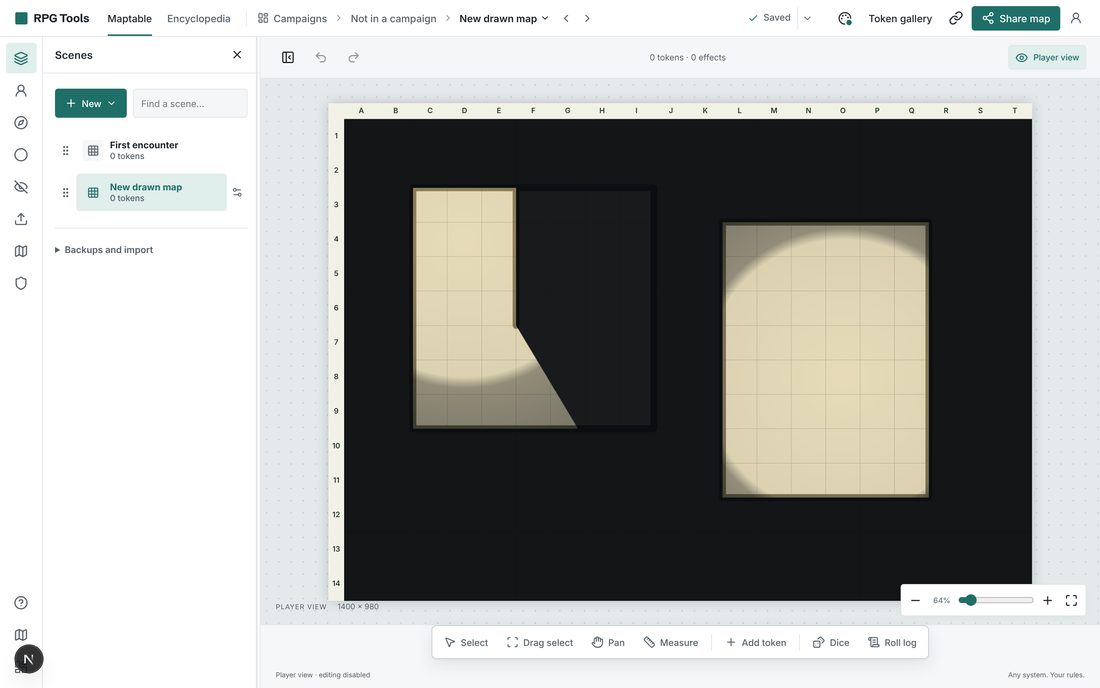 RPG Tools
Maptable
Encyclopedia
Campaigns
Not in a campaign
New drawn map
Saved
Token gallery
Share map
Scenes
New
Find a scene...
First encounter
0 tokens
New drawn map
0 tokens
Backups and import
0 tokens · 0 effects
Player view
A B C D E F G H I J K L M N O P Q R S T
1
2
3
4
5
6
7
8
9
10
11
12
13
14
PLAYER VIEW 1400 × 980
64%
Select
Drag select
Pan
Measure
Add token
Dice
Roll log
N
Player view · editing disabled
Any system. Your rules.